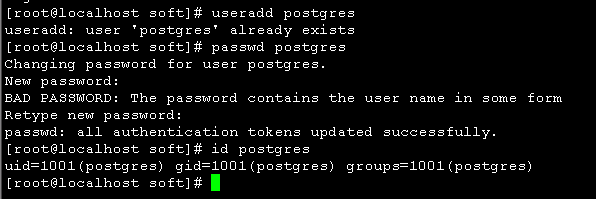 [root@localhost soft]# useradd postgres
useradd: user 'postgres' already exists
[root@localhost soft]# passwd postgres
Changing password for user postgres.
New password:
BAD PASSWORD: The password contains the user name in some form
Retype new password:
passwd: all authentication tokens updated successfully.
[root@localhost soft]# id postgres
uid=1001(postgres) gid=1001(postgres) groups=1001(postgres)
[root@localhost soft]#